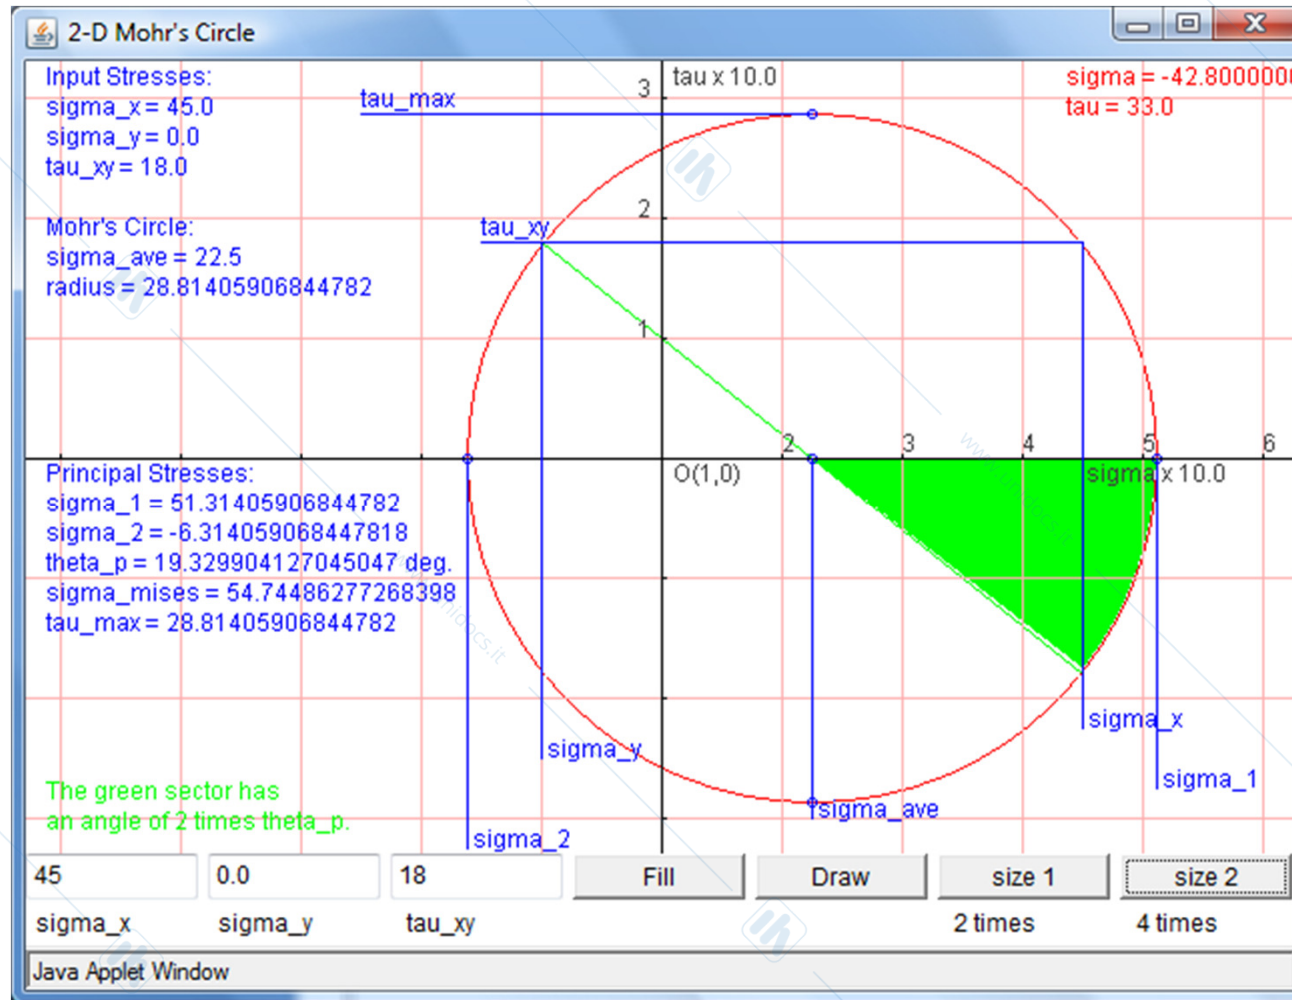 2-D Mohr's Circle
Input Stresses:
sigma_x = 45.0
sigma_y = 0.0
tau_xy = 18.0
Mohr's Circle:
sigma_ave = 22.5
radius = 28.81405906844782
tau_max
3
tau x 10.0
sigma = -42.8000000
tau = 33.0
2
tau_xy
1
2
3
4
5
6
O(1,0)
sigma x 10.0
Principal Stresses:
sigma_1 = 51.31405906844782
sigma_2 = -6.314059068447818
theta_p = 19.329904127045047 deg.
sigma_mises = 54.74486277268398
tau_max = 28.81405906844782
sigma_x
sigma_y
sigma_1
sigma_ave
sigma_2
The green sector has
an angle of 2 times theta_p.
45
0.0
18
Fill
Draw
size 1
size 2
sigma_x
sigma_y
tau_xy
2 times
4 times
Java Applet Window
www.unidocs.it